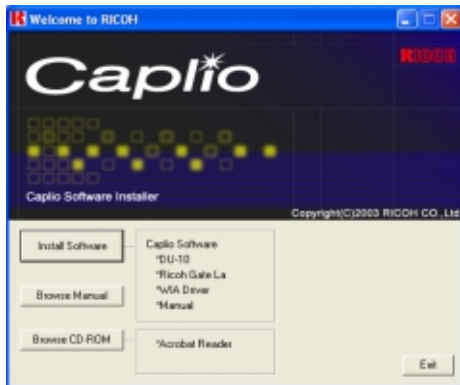 Welcome to RICOH
RICOH
Caplio
Caplio Software Installer
Copyright(C)2003 RICOH CO.,Ltd
Install Software
Caplio Software
*DU-10
*Ricoh Gate La
*WIA Driver
*Manual
Browse Manual
Browse CD-ROM
*Acrobat Reader
Exit